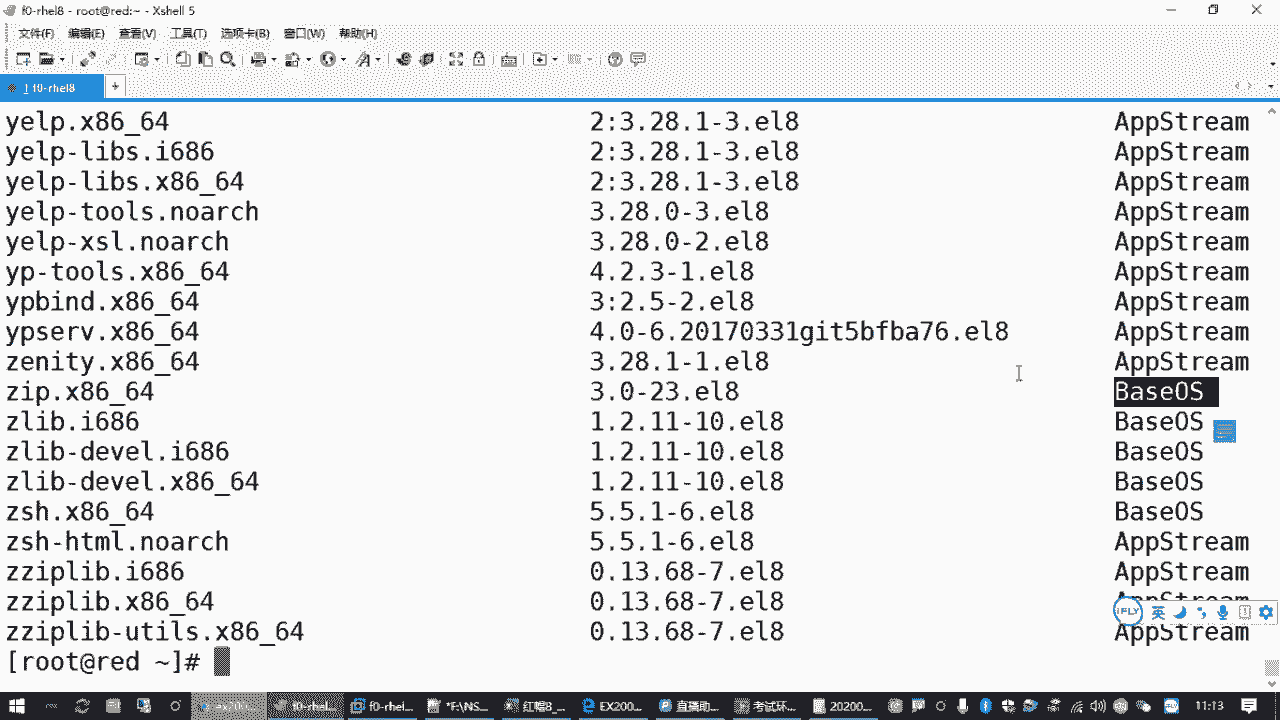 f0-rhel8 - root@red:~ - Xshell 5
文件(F) 编辑(E) 查看(V) 工具(T) 选项卡(B) 窗口(W) 帮助(H)
1 f0-rhel8 +
yelp.x86_64 2:3.28.1-3.el8 AppStream
yelp-libs.i686 2:3.28.1-3.el8 AppStream
yelp-libs.x86_64 2:3.28.1-3.el8 AppStream
yelp-tools.noarch 3.28.0-3.el8 AppStream
yelp-xsl.noarch 3.28.0-2.el8 AppStream
yp-tools.x86_64 4.2.3-1.el8 AppStream
ypbind.x86_64 3:2.5-2.el8 AppStream
ypserv.x86_64 4.0-6.20170331git5bfba76.el8 AppStream
zenity.x86_64 3.28.1-1.el8 AppStream
zip.x86_64 3.0-23.el8 BaseOS
zlib.i686 1.2.11-10.el8 BaseOS
zlib-devel.i686 1.2.11-10.el8 BaseOS
zlib-devel.x86_64 1.2.11-10.el8 BaseOS
zsh.x86_64 5.5.1-6.el8 BaseOS
zsh-html.noarch 5.5.1-6.el8 AppStream
zziplib.i686 0.13.68-7.el8 AppStream
zziplib.x86_64 0.13.68-7.el8 AppStream
zziplib-utils.x86_64 0.13.68-7.el8 AppStream
[root@red ~]#
iFLY 英
f0-rhel... f0-rhel... *F:\NS... 红帽8_... EX200... 直播助... 考试环... 20200... 11:13